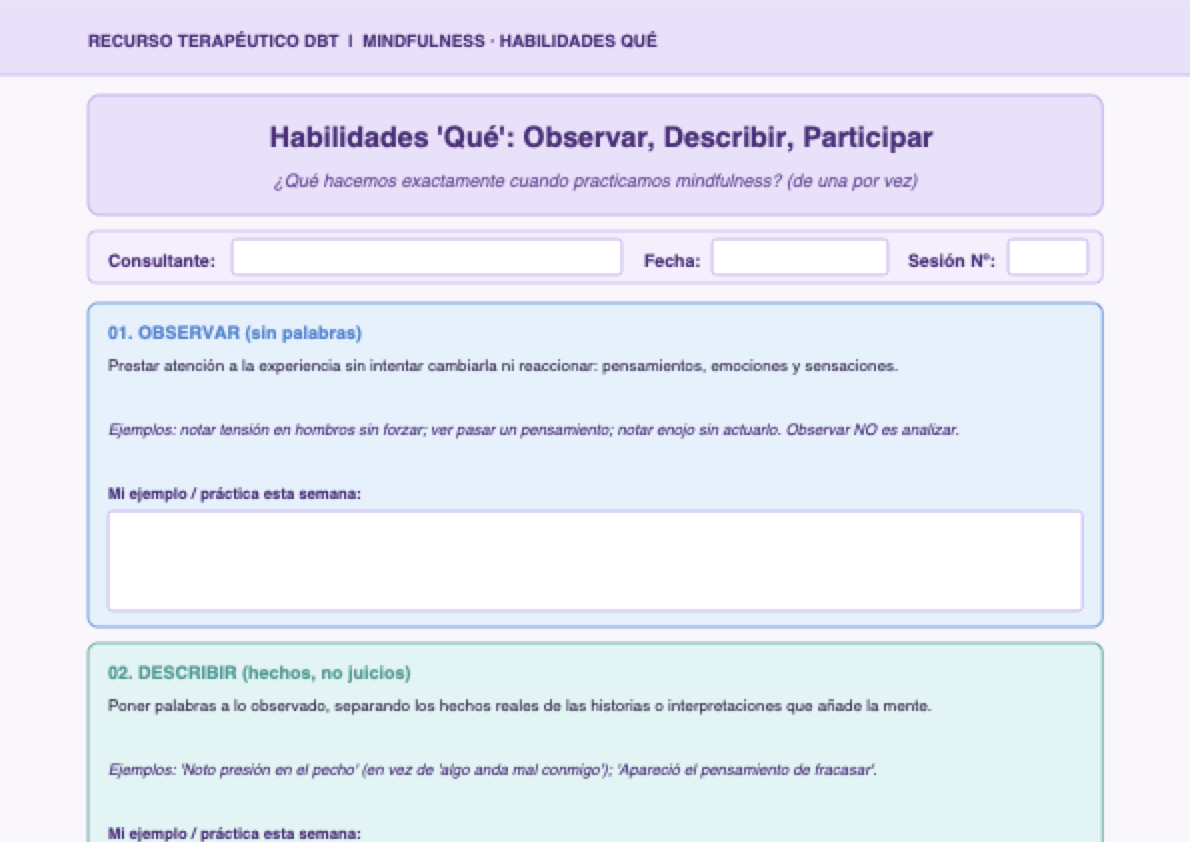 RECURSO TERAPÉUTICO DBT | MINDFULNESS · HABILIDADES QUÉ
Habilidades 'Qué': Observar, Describir, Participar
¿Qué hacemos exactamente cuando practicamos mindfulness? (de una por vez)
Consultante: Fecha: Sesión Nº:
01. OBSERVAR (sin palabras)
Prestar atención a la experiencia sin intentar cambiarla ni reaccionar: pensamientos, emociones y sensaciones.
Ejemplos: notar tensión en hombros sin forzar; ver pasar un pensamiento; notar enojo sin actuarlo. Observar NO es analizar.
Mi ejemplo / práctica esta semana:
02. DESCRIBIR (hechos, no juicios)
Poner palabras a lo observado, separando los hechos reales de las historias o interpretaciones que añade la mente.
Ejemplos: 'Noto presión en el pecho' (en vez de 'algo anda mal conmigo'); 'Apareció el pensamiento de fracasar'.
Mi ejemplo / práctica esta semana: